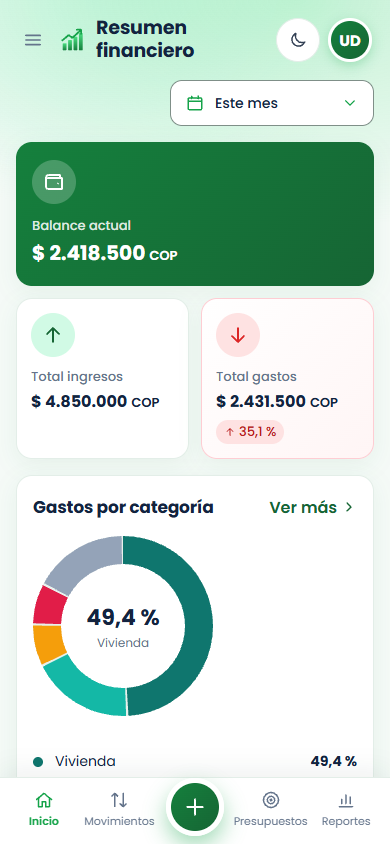 Resumen
financiero
UD
Este mes
Balance actual
$ 2.418.500 COP
Total ingresos
$ 4.850.000 COP
Total gastos
$ 2.431.500 COP
↑ 35,1 %
Gastos por categoría
Ver más
49,4 %
Vivienda
Vivienda 49,4 %
Inicio
Movimientos
Presupuestos
Reportes